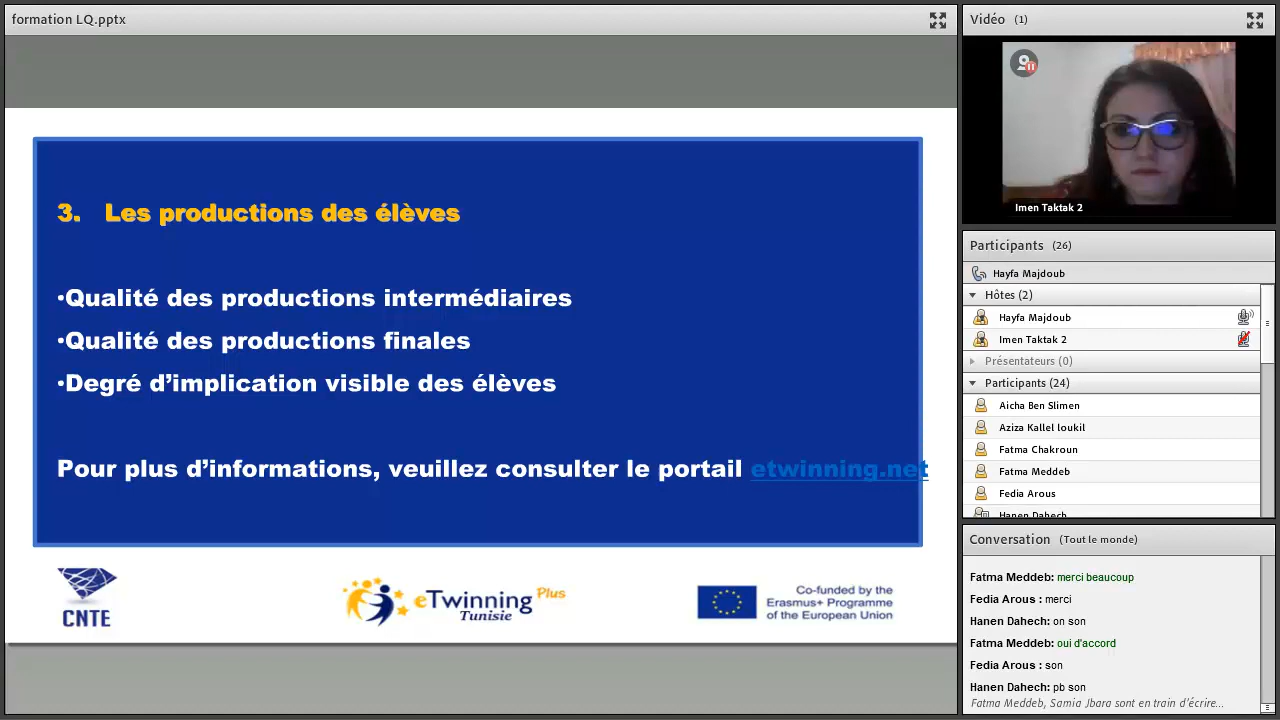 formation LQ.pptx
3. Les productions des élèves
•Qualité des productions intermédiaires
•Qualité des productions finales
•Degré d’implication visible des élèves
Pour plus d’informations, veuillez consulter le portail etwinning.net
CNTE
eTwinning Plus
Tunisie
Co-funded by the
Erasmus+ Programme
of the European Union
Vidéo (1)
Imen Taktak 2
Participants (26)
Hayfa Majdoub
Hôtes (2)
Hayfa Majdoub
Imen Taktak 2
Présentateurs (0)
Participants (24)
Aicha Ben Slimen
Aziza Kallel loukil
Fatma Chakroun
Fatma Meddeb
Fedia Arous
Hanen Dahech
Conversation (Tout le monde)
Fatma Meddeb: merci beaucoup
Fedia Arous : merci
Hanen Dahech: on son
Fatma Meddeb: oui d'accord
Fedia Arous : son
Hanen Dahech: pb son
Fatma Meddeb, Samia Jbara sont en train d’écrire...